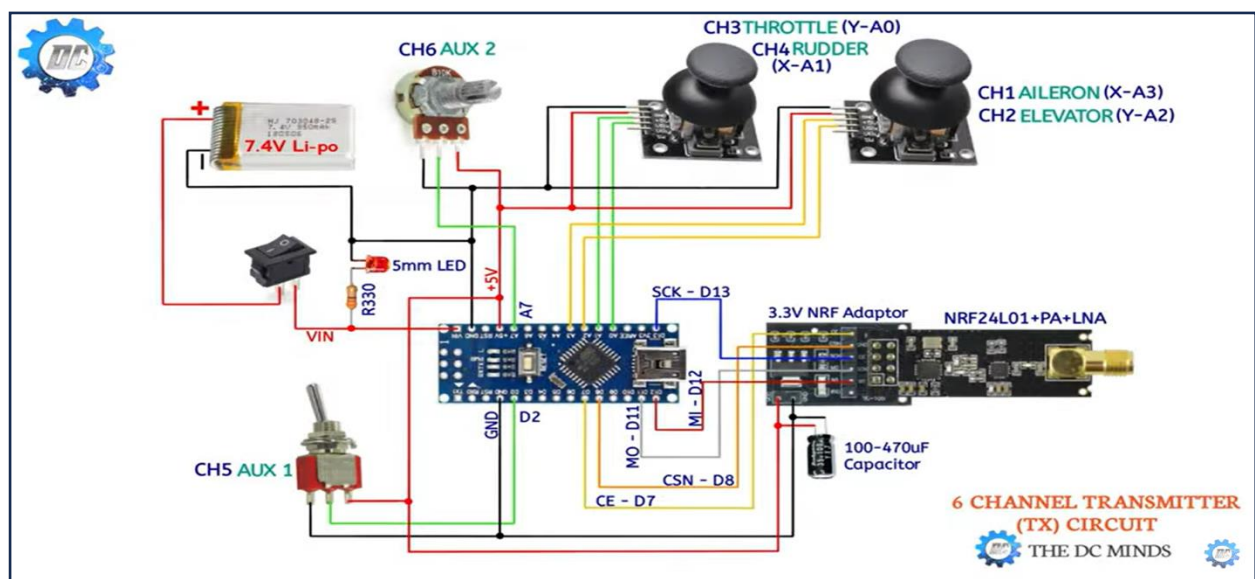 DC
CH3 THROTTLE (Y-A0)
CH4 RUDDER
(X-A1)
CH6 AUX 2
B10K
CH1 AILERON (X-A3)
CH2 ELEVATOR (Y-A2)
+
7.4V Li-po
5mm LED
R330
+5V
A7
VIN
SCK - D13
3.3V NRF Adaptor
NRF24L01+PA+LNA
GND
D2
MO - D11
MI - D12
CH5 AUX 1
100-470uF
Capacitor
CSN - D8
CE - D7
6 CHANNEL TRANSMITTER
(TX) CIRCUIT
DC THE DC MINDS